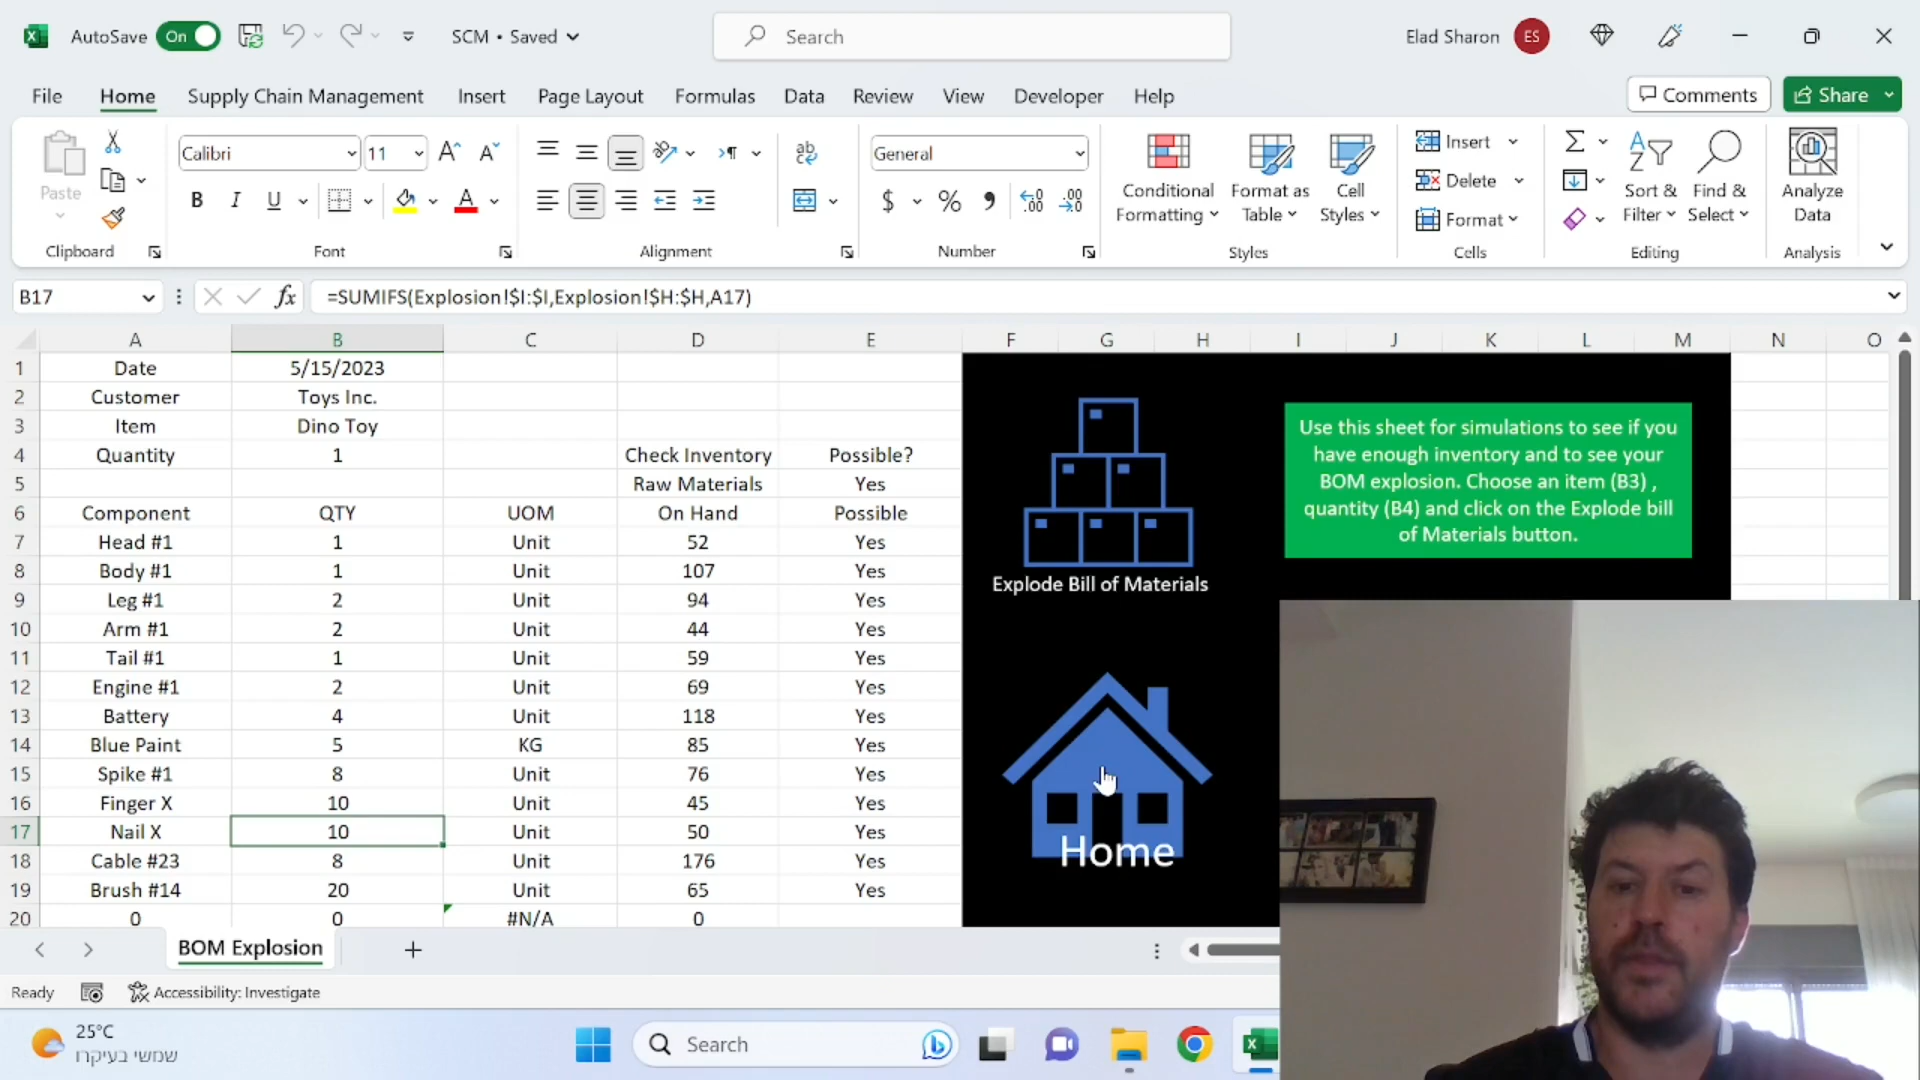 AutoSave On SCM • Saved Search Elad Sharon ES
File Home Supply Chain Management Insert Page Layout Formulas Data Review View Developer Help Comments Share
Paste Calibri 11 General Conditional Formatting Format as Table Cell Styles Insert Delete Format Sort & Filter Find & Select Analyze Data
Clipboard Font Alignment Number Styles Cells Editing Analysis
B17 fx =SUMIFS(Explosion!$I:$I,Explosion!$H:$H,A17)
A B C D E F G H I J K L M N O
1 Date 5/15/2023
2 Customer Toys Inc.
3 Item Dino Toy
4 Quantity 1 Check Inventory Possible?
5 Raw Materials Yes
6 Component QTY UOM On Hand Possible
7 Head #1 1 Unit 52 Yes
8 Body #1 1 Unit 107 Yes
9 Leg #1 2 Unit 94 Yes
10 Arm #1 2 Unit 44 Yes
11 Tail #1 1 Unit 59 Yes
12 Engine #1 2 Unit 69 Yes
13 Battery 4 Unit 118 Yes
14 Blue Paint 5 KG 85 Yes
15 Spike #1 8 Unit 76 Yes
16 Finger X 10 Unit 45 Yes
17 Nail X 10 Unit 50 Yes
18 Cable #23 8 Unit 176 Yes
19 Brush #14 20 Unit 65 Yes
20 0 0 #N/A 0
Use this sheet for simulations to see if you
have enough inventory and to see your
BOM explosion. Choose an item (B3) ,
quantity (B4) and click on the Explode bill
of Materials button.
Explode Bill of Materials
Home
BOM Explosion
Ready Accessibility: Investigate
25°C
שמשי בעיקרו
Search